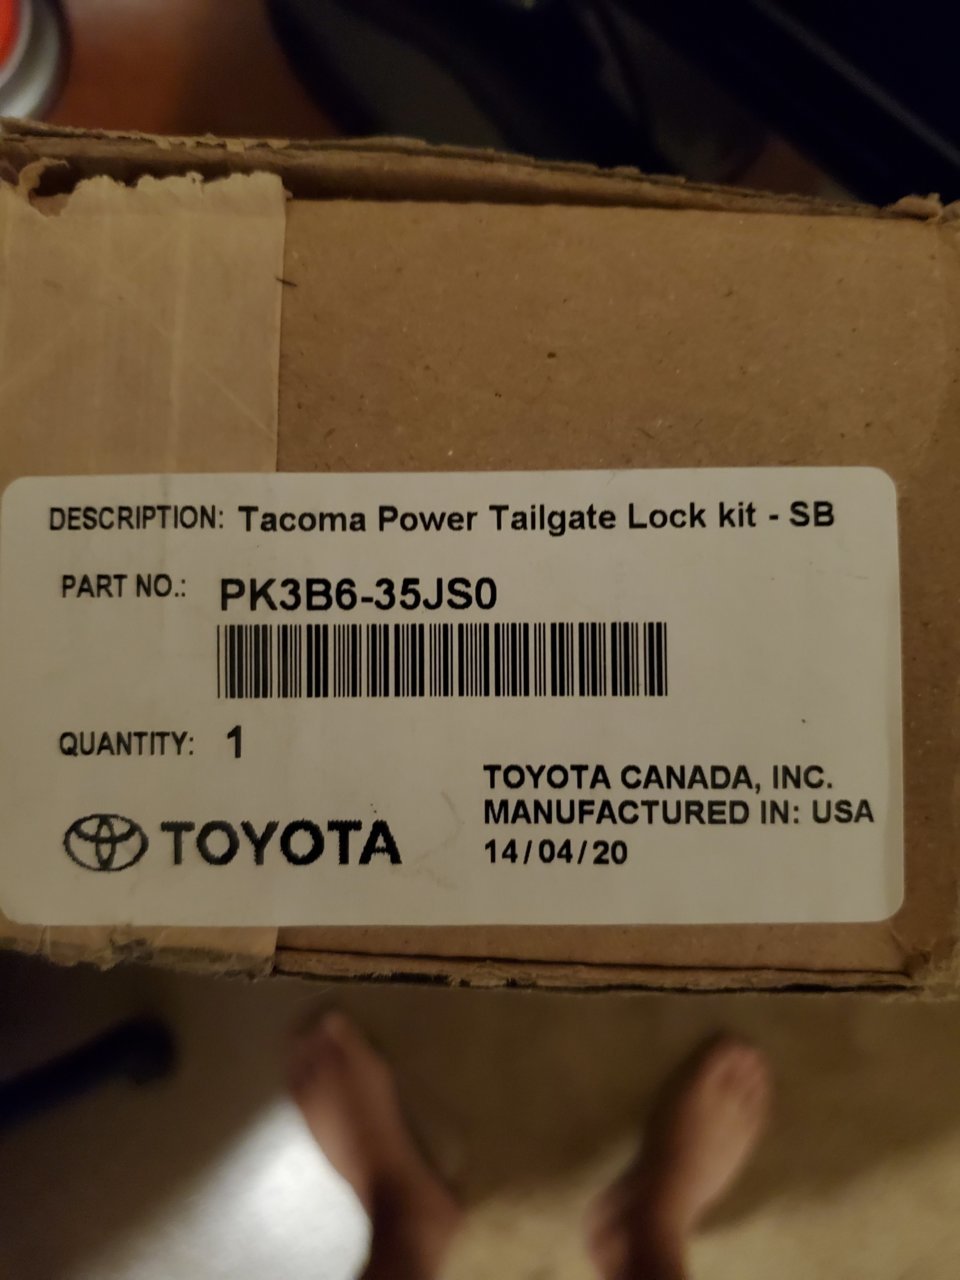 DESCRIPTION: Tacoma Power Tailgate Lock kit - SB
PART NO.: PK3B6-35JS0
QUANTITY: 1
TOYOTA
TOYOTA CANADA, INC.
MANUFACTURED IN: USA
14/04/20